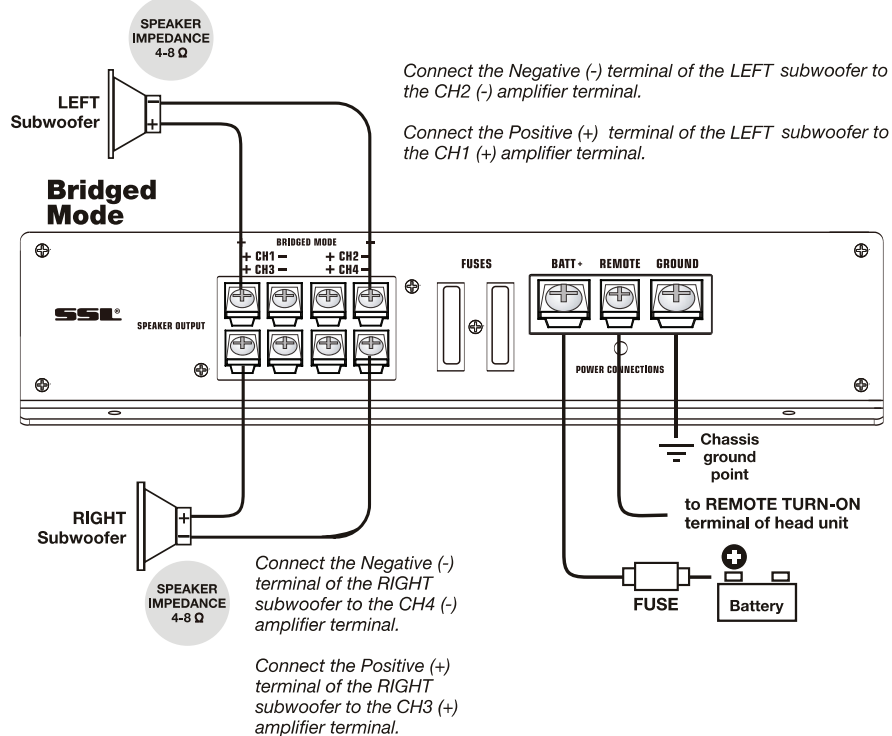 SPEAKER
IMPEDANCE
4-8 Ω
Connect the Negative (-) terminal of the LEFT subwoofer to
the CH2 (-) amplifier terminal.
LEFT
Subwoofer
−
+
Connect the Positive (+) terminal of the LEFT subwoofer to
the CH1 (+) amplifier terminal.
Bridged
Mode
BRIDGED MODE
+ CH1 − + CH2 −
+ CH3 − + CH4 −
FUSES
BATT+ REMOTE GROUND
SSL®
SPEAKER OUTPUT
POWER CONNECTIONS
Chassis
ground
point
to REMOTE TURN-ON
terminal of head unit
RIGHT
Subwoofer
+
−
SPEAKER
IMPEDANCE
4-8 Ω
Connect the Negative (-)
terminal of the RIGHT
subwoofer to the CH4 (-)
amplifier terminal.
FUSE
+
Battery
Connect the Positive (+)
terminal of the RIGHT
subwoofer to the CH3 (+)
amplifier terminal.